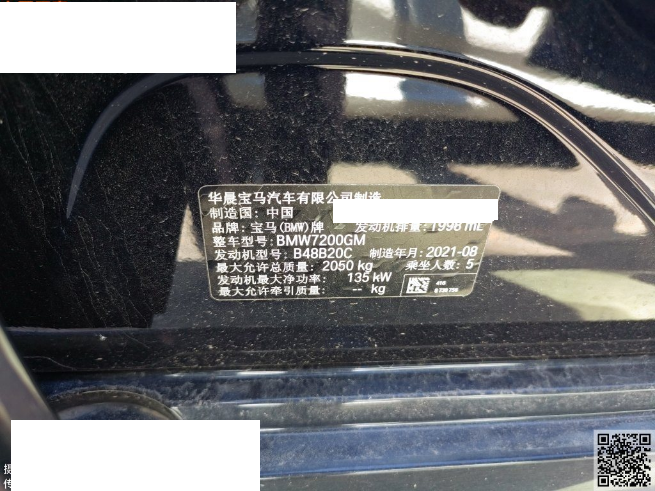 华晨宝马汽车有限公司制造
制造国: 中国
品牌: 宝马(BMW)牌 发动机排量: 1998 mL
整车型号: BMW7200GM
发动机型号: B48B20C 制造年月: 2021-08
最大允许总质量: 2050 kg 乘坐人数: 5
发动机最大净功率: 135 kW
最大允许牵引质量: -- kg
摄
传